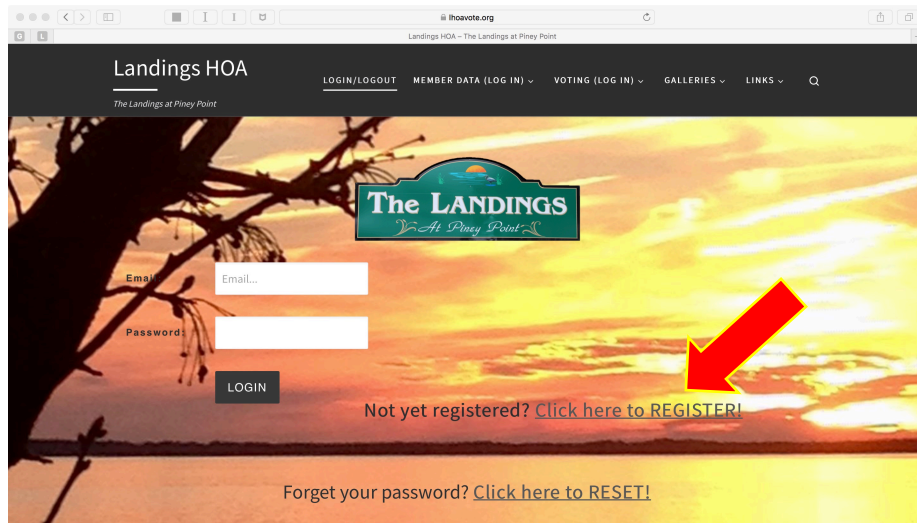 lhoavote.org
G L Landings HOA – The Landings at Piney Point
Landings HOA
LOGIN/LOGOUT MEMBER DATA (LOG IN) VOTING (LOG IN) GALLERIES LINKS
The Landings at Piney Point
The Landings
At Piney Point
Email: Email...
Password:
LOGIN
Not yet registered? Click here to REGISTER!
Forget your password? Click here to RESET!